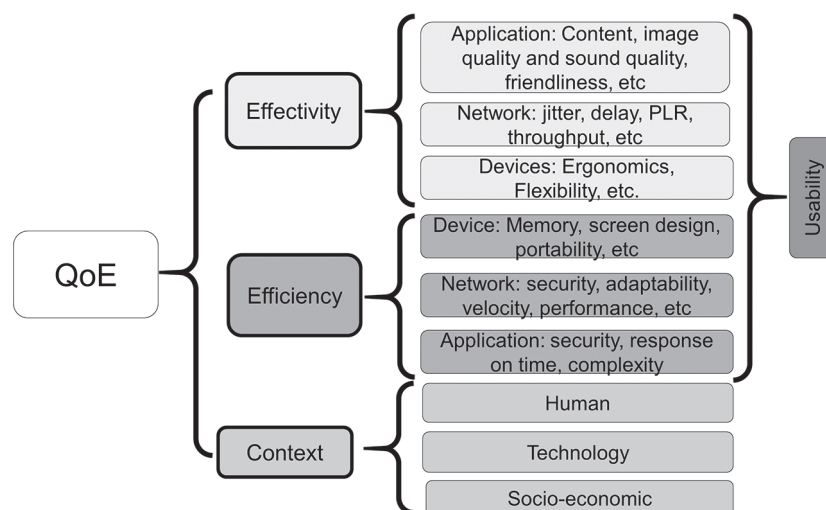 QoE
Effectivity
Application: Content, image
quality and sound quality,
friendliness, etc
Network: jitter, delay, PLR,
throughput, etc
Devices: Ergonomics,
Flexibility, etc.
Efficiency
Device: Memory, screen design,
portability, etc
Network: security, adaptability,
velocity, performance, etc
Application: security, response
on time, complexity
Context
Human
Technology
Socio-economic
Usability